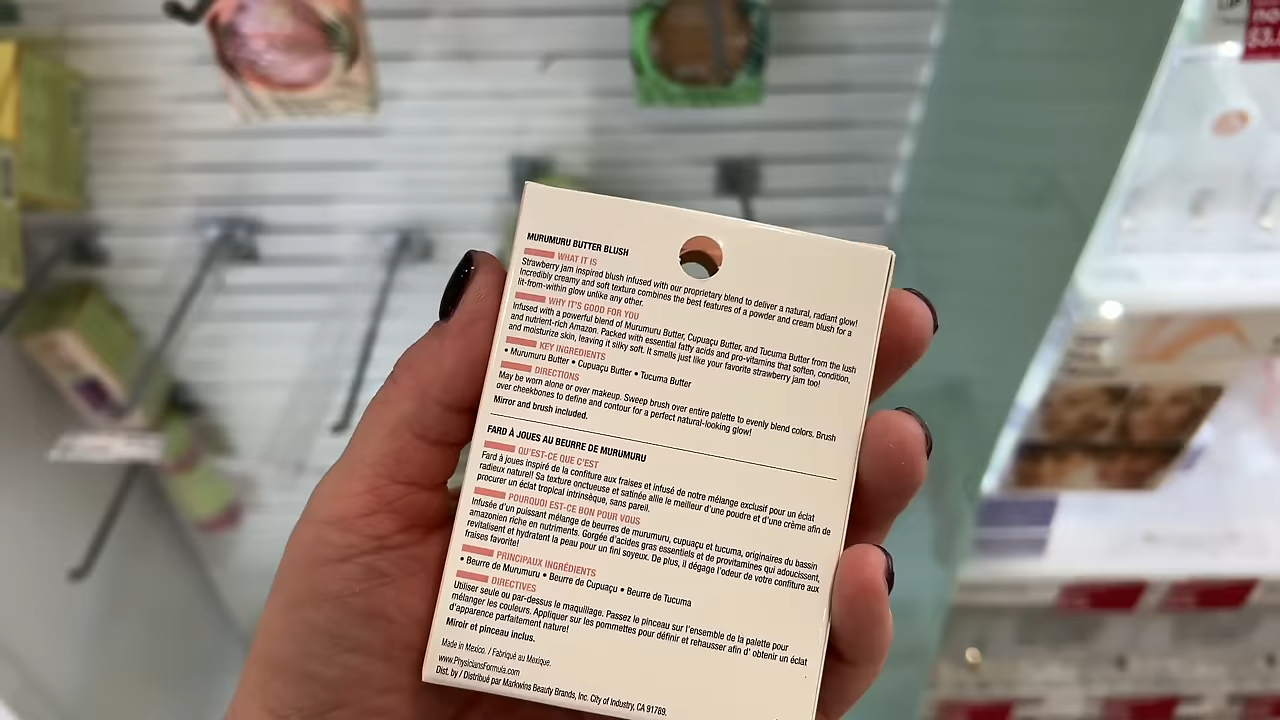 MURUMURU BUTTER BLUSH
WHAT IT IS
Strawberry jam inspired blush infused with our proprietary blend to deliver a natural, radiant glow!
Incredibly creamy and soft texture combines the best features of a powder and cream blush for a
lit-from-within glow unlike any other.
WHY IT'S GOOD FOR YOU
Infused with a powerful blend of Murumuru Butter, Cupuaçu Butter, and Tucuma Butter from the lush
and nutrient-rich Amazon. Packed with essential fatty acids and pro-vitamins that soften, condition,
and moisturize skin, leaving it silky soft. It smells just like your favorite strawberry jam too!
KEY INGREDIENTS
• Murumuru Butter • Cupuaçu Butter • Tucuma Butter
DIRECTIONS
May be worn alone or over makeup. Sweep brush over entire palette to evenly blend colors. Brush
over cheekbones to define and contour for a perfect natural-looking glow!
Mirror and brush included.
FARD À JOUES AU BEURRE DE MURUMURU
QU'EST-CE QUE C'EST
Fard à joues inspiré de la confiture aux fraises et infusé de notre mélange exclusif pour un éclat
radieux naturel! Sa texture onctueuse et satinée allie le meilleur d'une poudre et d'une crème afin de
procurer un éclat tropical intrinsèque, sans pareil.
POURQUOI EST-CE BON POUR VOUS
Infusée d'un puissant mélange de beurres de murumuru, cupuaçu et tucuma, originaires du bassin
amazonien riche en nutriments. Gorgée d'acides gras essentiels et de provitamines qui adoucissent,
revitalisent et hydratent la peau pour un fini soyeux. De plus, il dégage l'odeur de votre confiture aux
fraises favorite!
PRINCIPAUX INGRÉDIENTS
• Beurre de Murumuru • Beurre de Cupuaçu • Beurre de Tucuma
DIRECTIVES
Utiliser seule ou par-dessus le maquillage. Passez le pinceau sur l'ensemble de la palette pour
mélanger les couleurs. Appliquer sur les pommettes pour définir et rehausser afin d' obtenir un éclat
d'apparence parfaitement naturel!
Miroir et pinceau inclus.
Made in Mexico. / Fabriqué au Mexique.
www.PhysiciansFormula.com
Dist. by / Distribué par Markwins Beauty Brands, Inc. City of Industry, CA 91789.